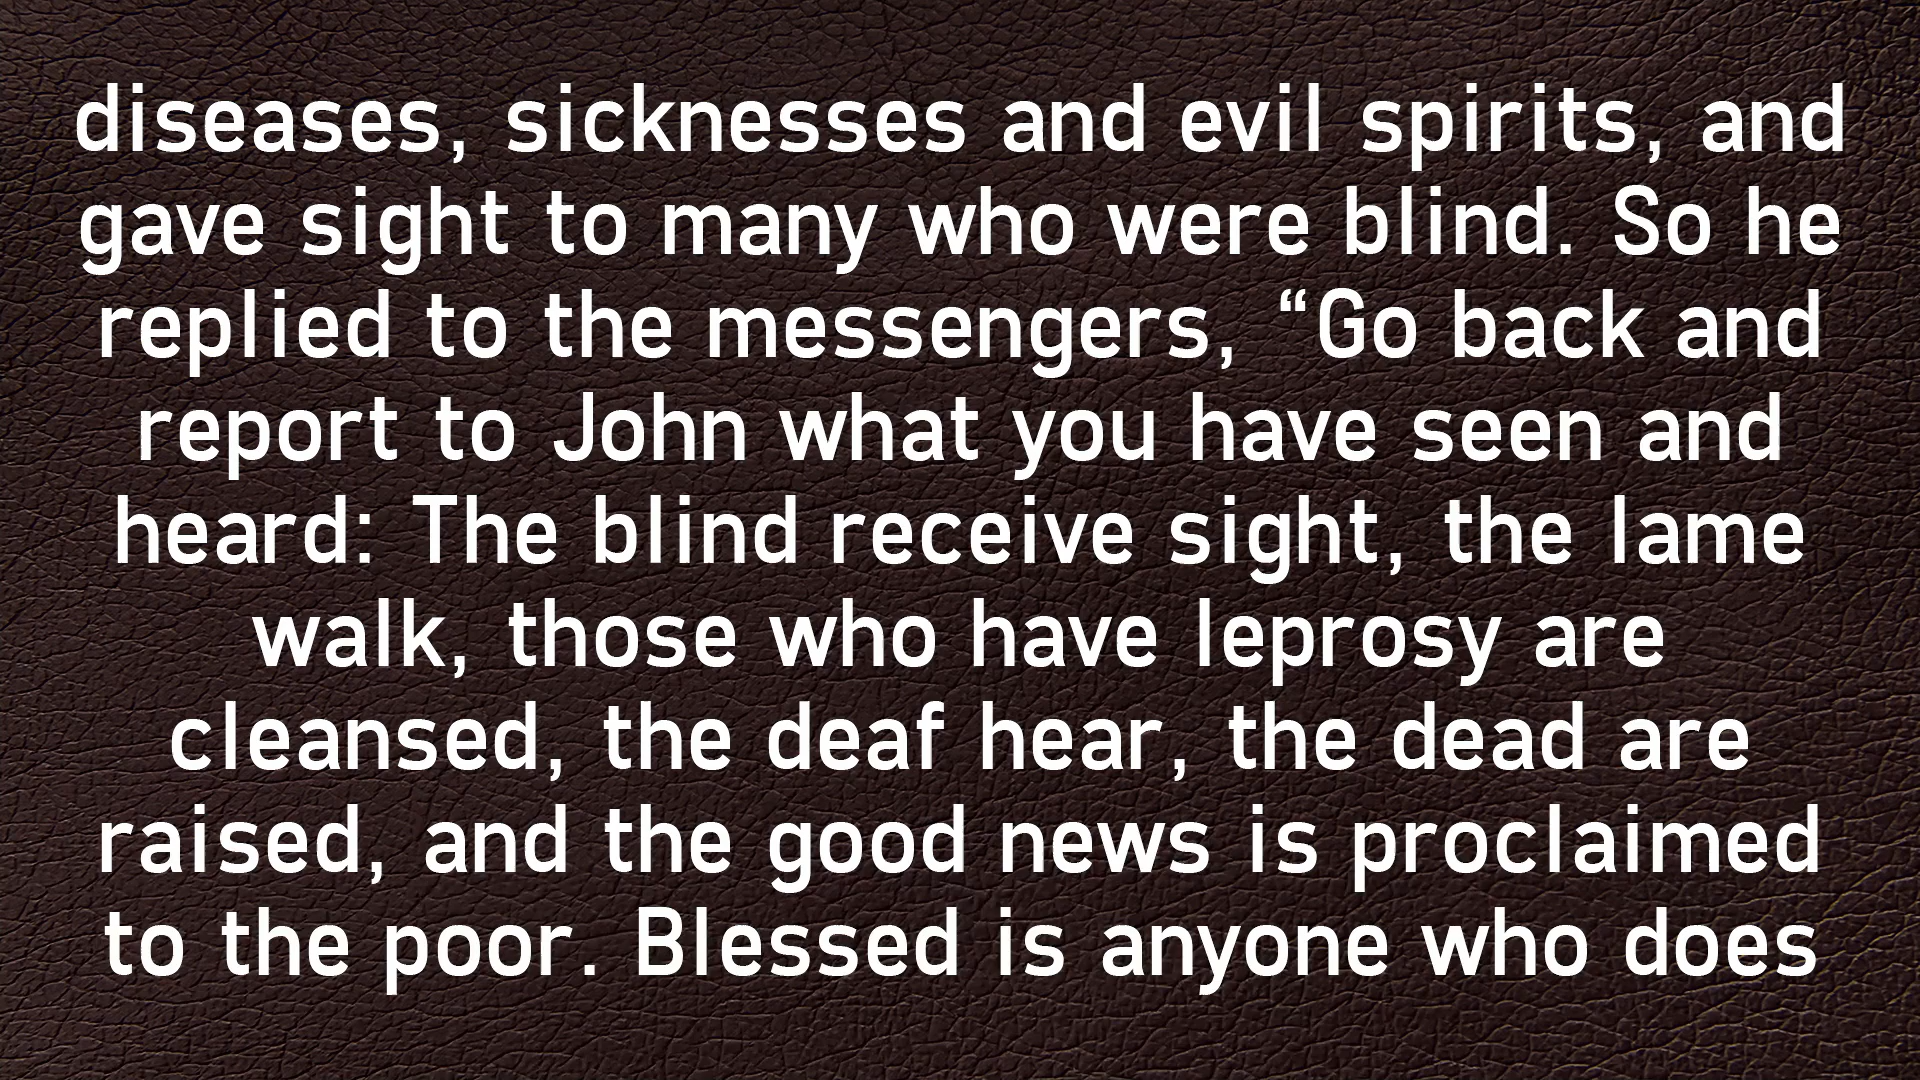 diseases, sicknesses and evil spirits, and
gave sight to many who were blind. So he
replied to the messengers, “Go back and
report to John what you have seen and
heard: The blind receive sight, the lame
walk, those who have leprosy are
cleansed, the deaf hear, the dead are
raised, and the good news is proclaimed
to the poor. Blessed is anyone who does